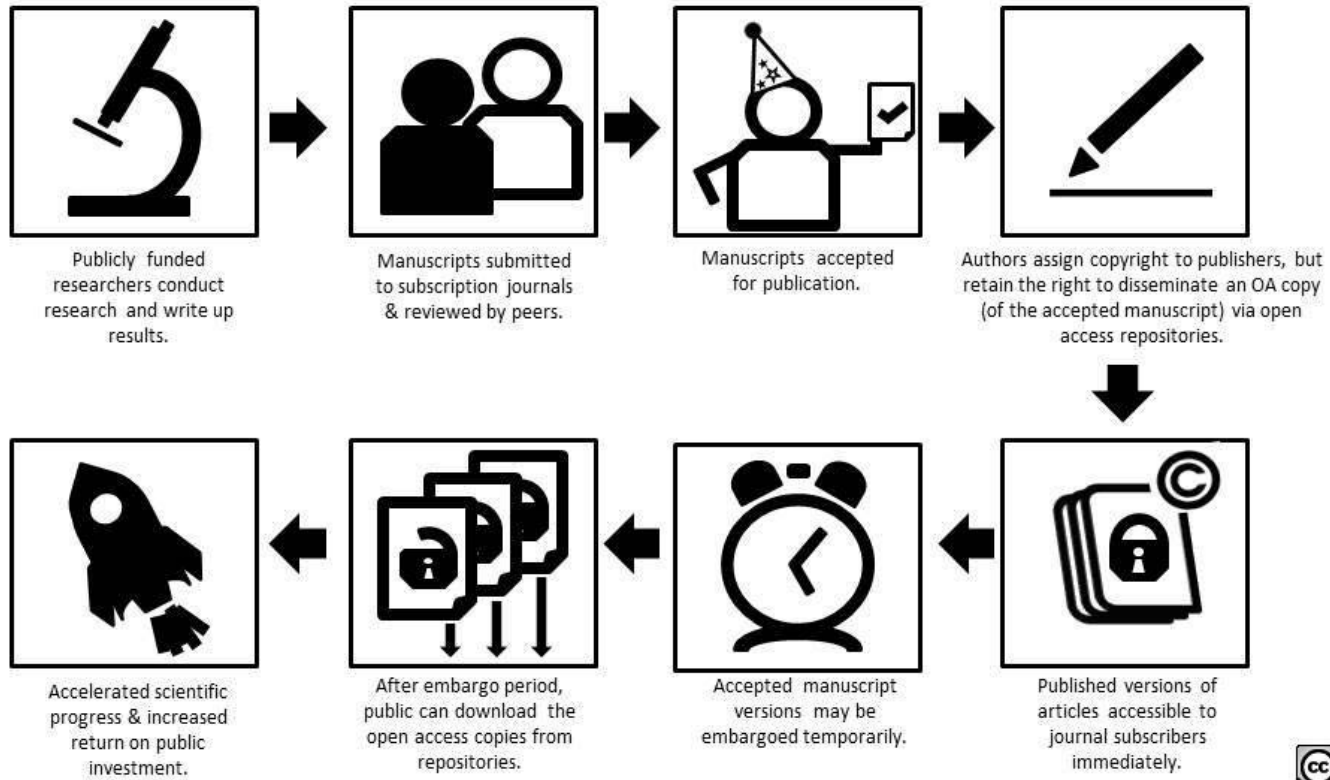 Publicly funded
researchers conduct
research and write up
results.
Manuscripts submitted
to subscription journals
& reviewed by peers.
Manuscripts accepted
for publication.
Authors assign copyright to publishers, but
retain the right to disseminate an OA copy
(of the accepted manuscript) via open
access repositories.
©
Published versions of
articles accessible to
journal subscribers
immediately.
Accepted manuscript
versions may be
embargoed temporarily.
After embargo period,
public can download the
open access copies from
repositories.
Accelerated scientific
progress & increased
return on public
investment.
cc